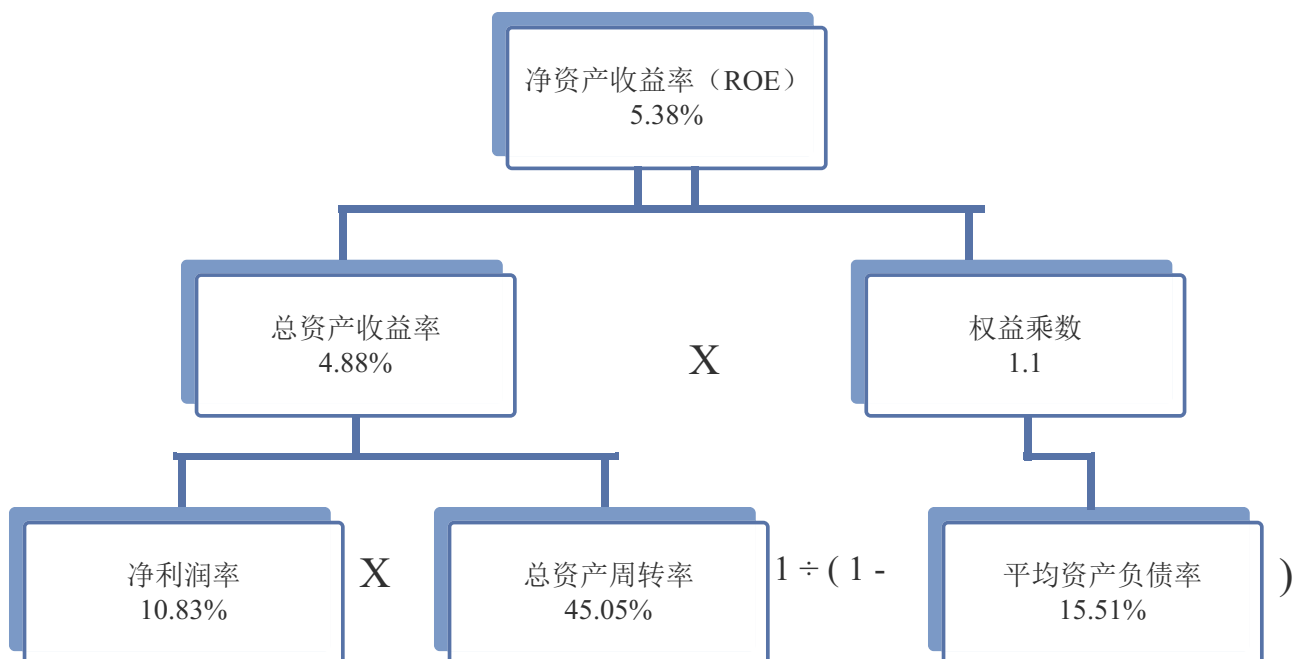 净资产收益率（ROE）
5.38%
总资产收益率
4.88%
X
权益乘数
1.1
净利润率
10.83%
X
总资产周转率
45.05%
1 ÷ ( 1 -
平均资产负债率
15.51%
)